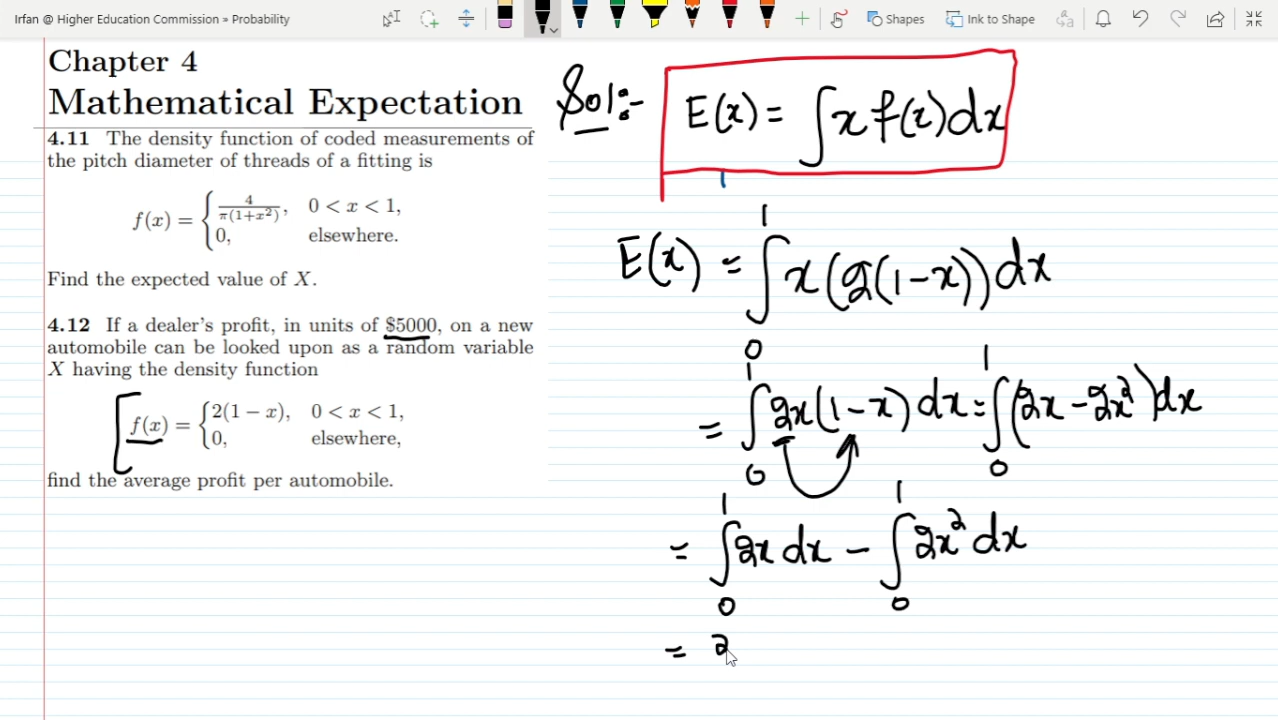 Irfan @ Higher Education Commission » Probability
Shapes
Ink to Shape
Chapter 4
Mathematical Expectation
4.11 The density function of coded measurements of
the pitch diameter of threads of a fitting is
f(x) = { 4/π(1+x²), 0 < x < 1,
0, elsewhere.
Find the expected value of X.
4.12 If a dealer's profit, in units of $5000, on a new
automobile can be looked upon as a random variable
X having the density function
f(x) = { 2(1 − x), 0 < x < 1,
0, elsewhere,
find the average profit per automobile.
Sol:-
E(x) = ∫ x f(x) dx
E(x) = ∫₀¹ x (2(1-x)) dx
= ∫₀¹ 2x(1-x) dx = ∫₀¹ (2x - 2x²) dx
= ∫₀¹ 2x dx - ∫₀¹ 2x² dx
= 2